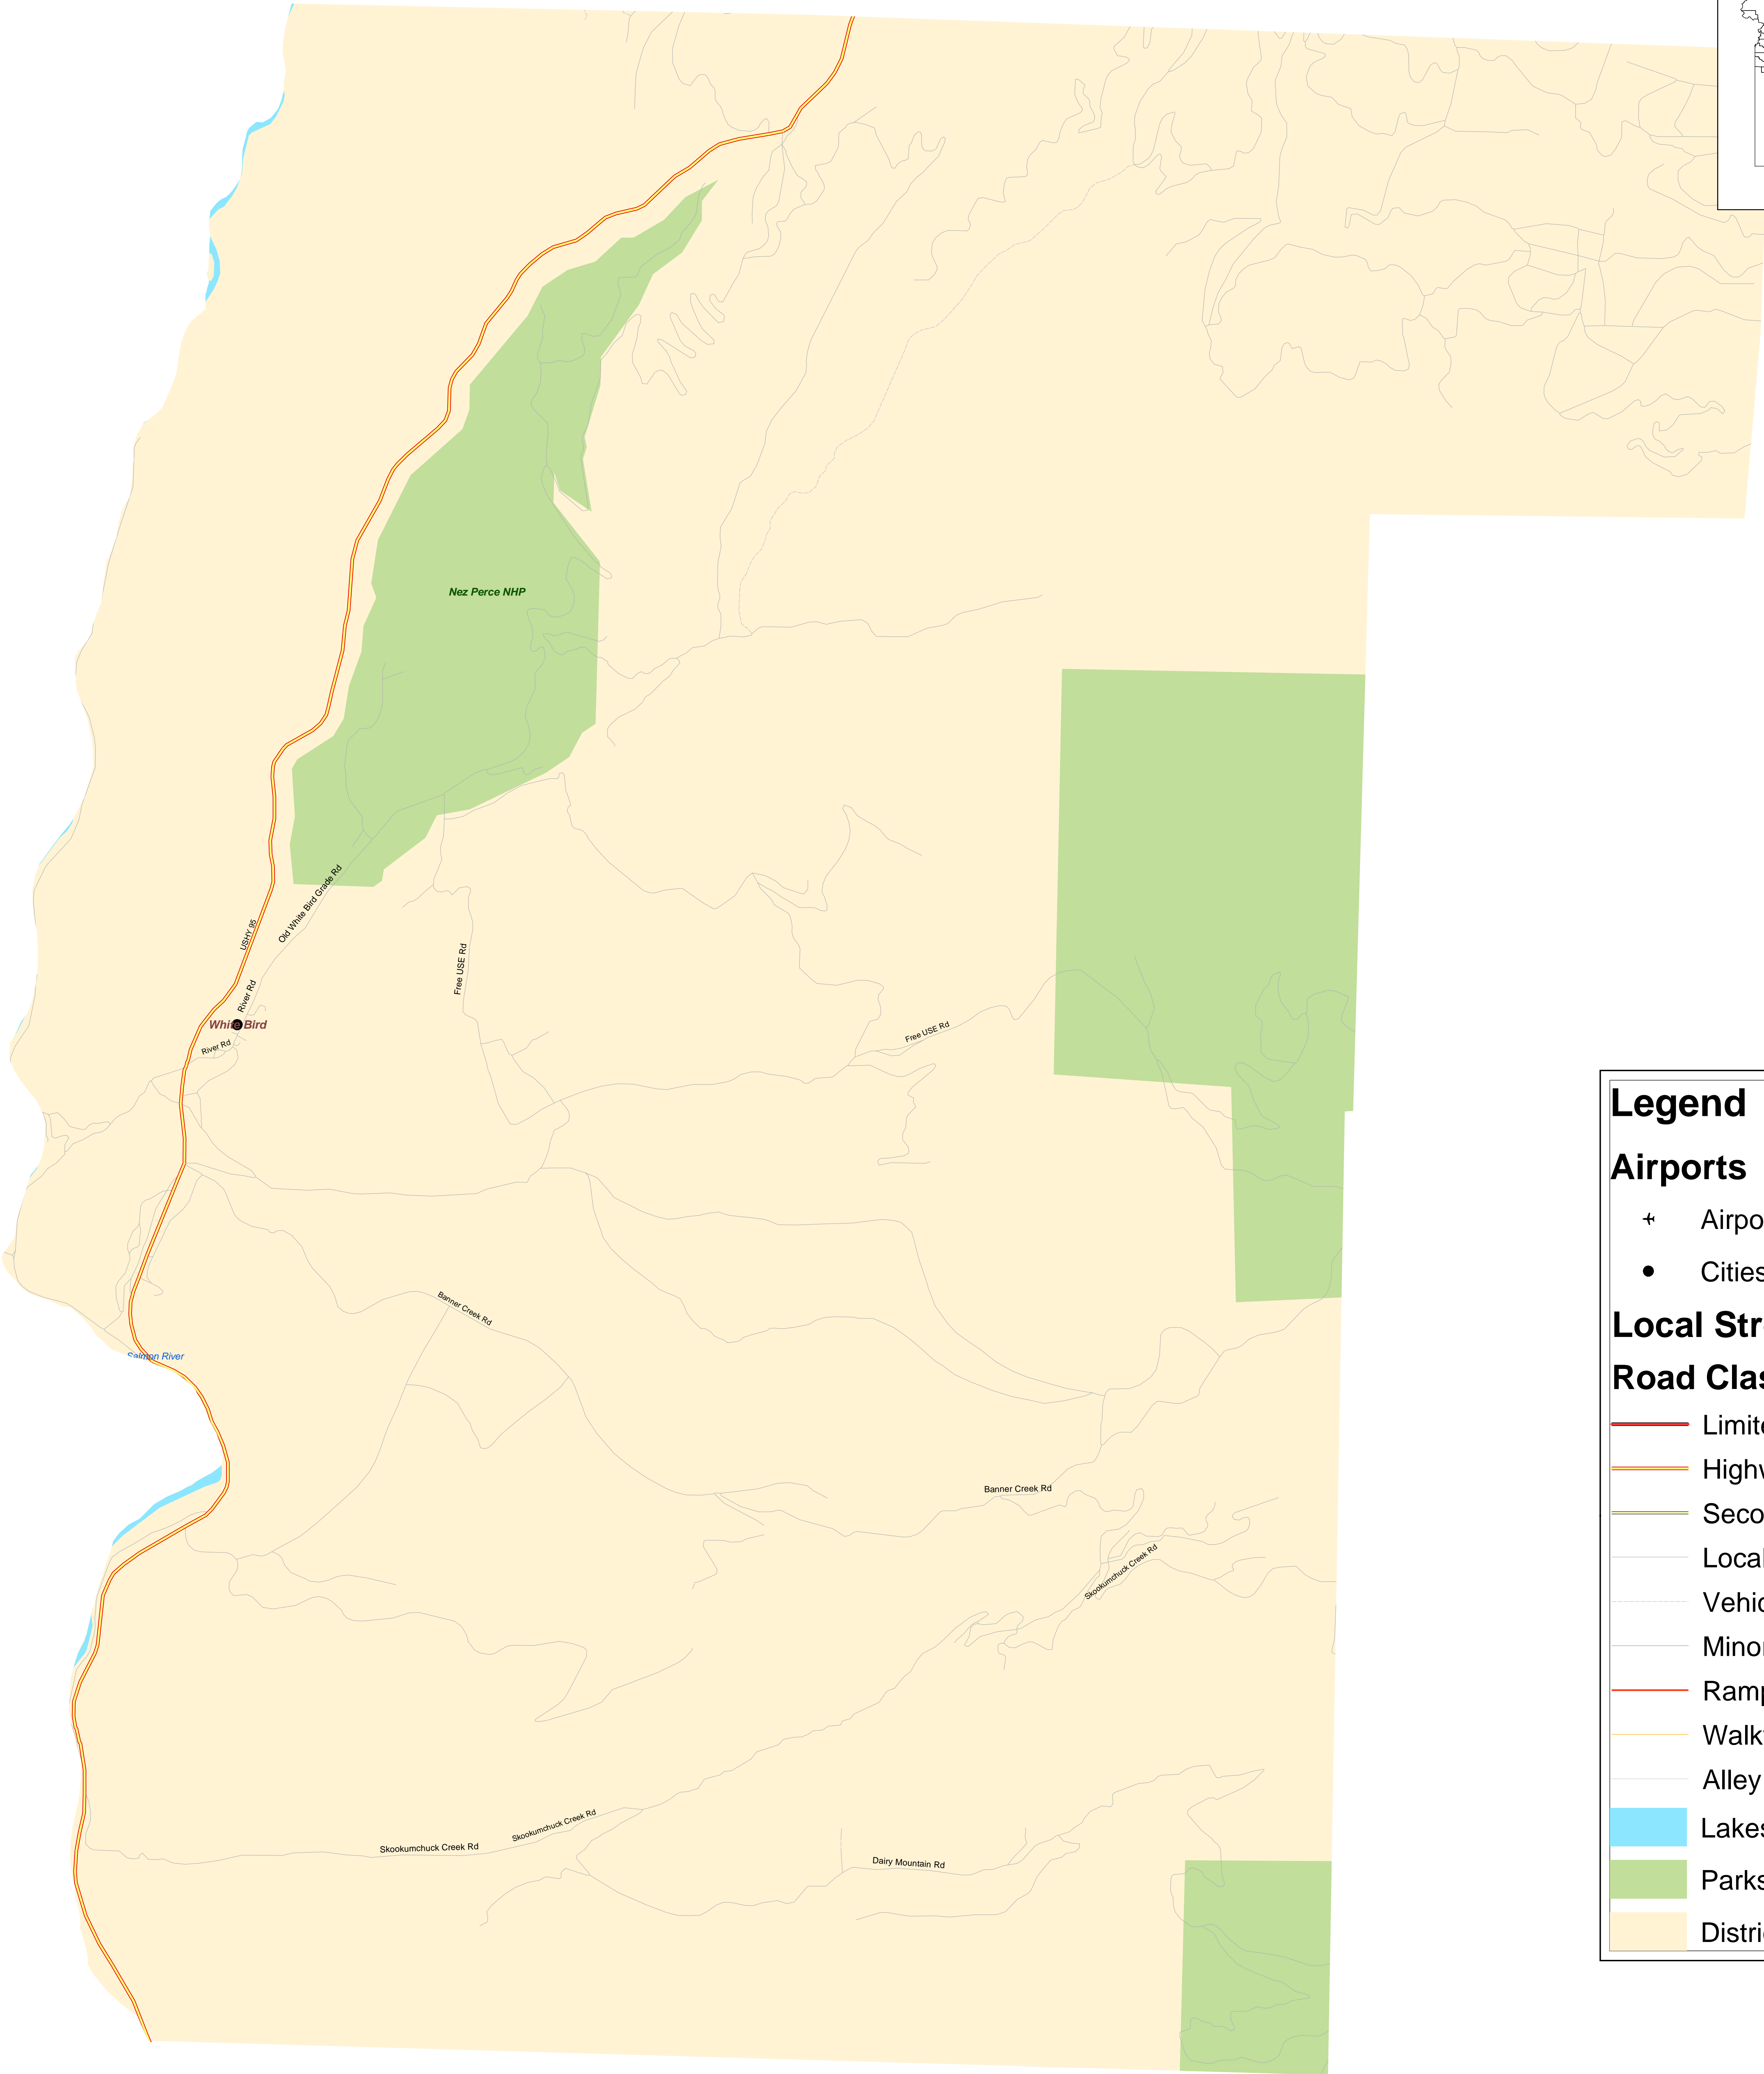 Nez Perce NHP
Old White Bird Grade Rd
USHY 95
Free USE Rd
River Rd
White Bird
Free USE Rd
River Rd
Banner Creek Rd
Salmon River
Banner Creek Rd
Skookumchuck Creek Rd
Skookumchuck Creek Rd
Skookumchuck Creek Rd
Dairy Mountain Rd
Legend
Airports
Airpo
Cities
Local Str
Road Clas
Limite
Highw
Seco
Local
Vehic
Minor
Ramp
Walk
Alley
Lakes
Parks
Distri